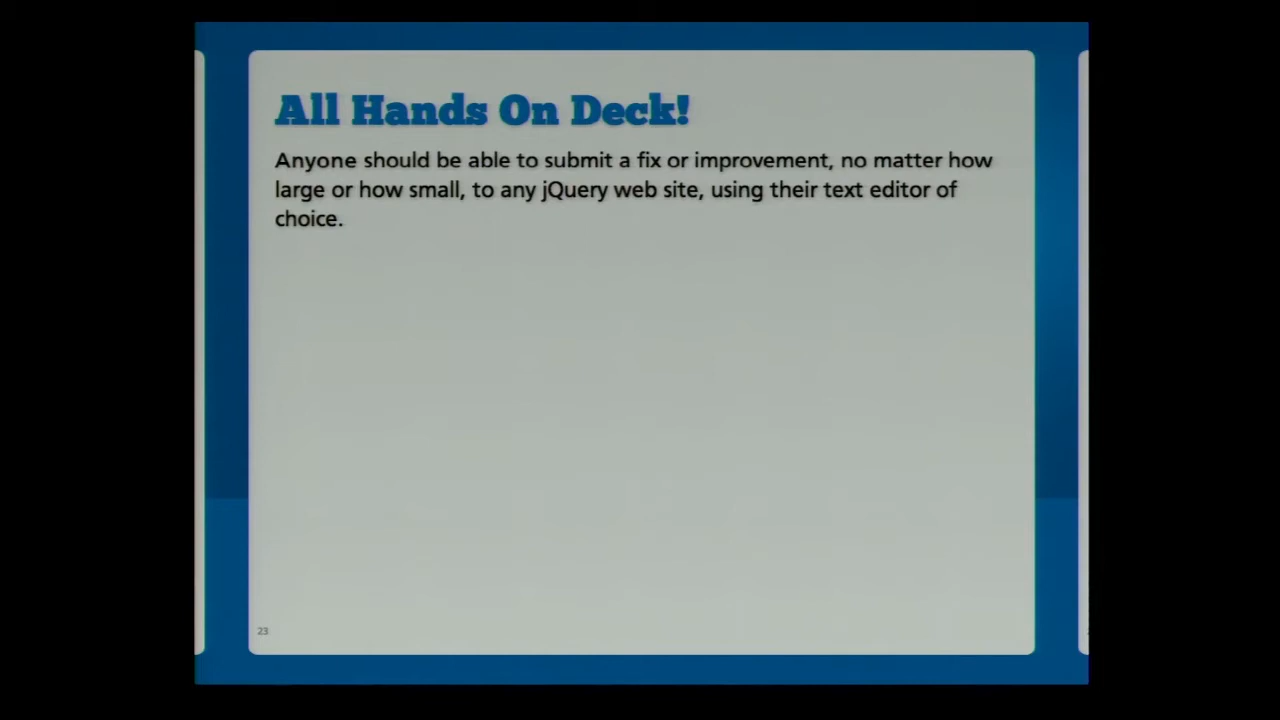 All Hands On Deck!
Anyone should be able to submit a fix or improvement, no matter how
large or how small, to any jQuery web site, using their text editor of
choice.
23